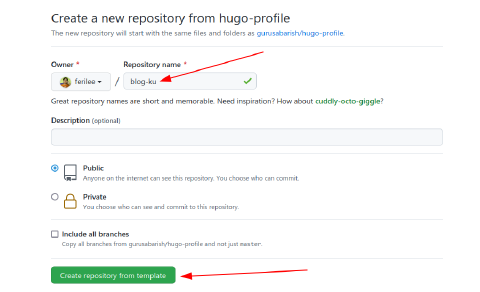 Create a new repository from hugo-profile
The new repository will start with the same files and folders as gurusabarish/hugo-profile.
Owner * Repository name *
ferilee / blog-ku
Great repository names are short and memorable. Need inspiration? How about cuddly-octo-giggle?
Description (optional)
Public
Anyone on the internet can see this repository. You choose who can commit.
Private
You choose who can see and commit to this repository.
Include all branches
Copy all branches from gurusabarish/hugo-profile and not just
Create repository from template